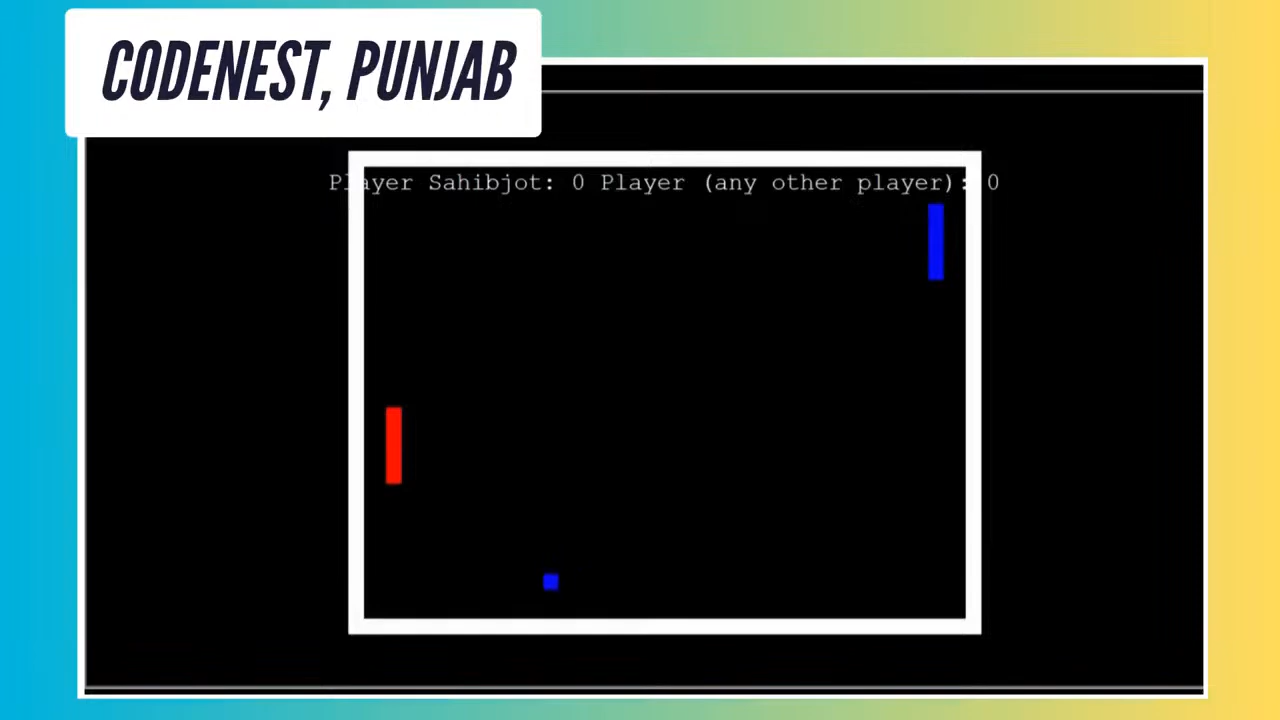 CODENEST, PUNJAB
Player Sahibjot: 0 Player (any other player): 0